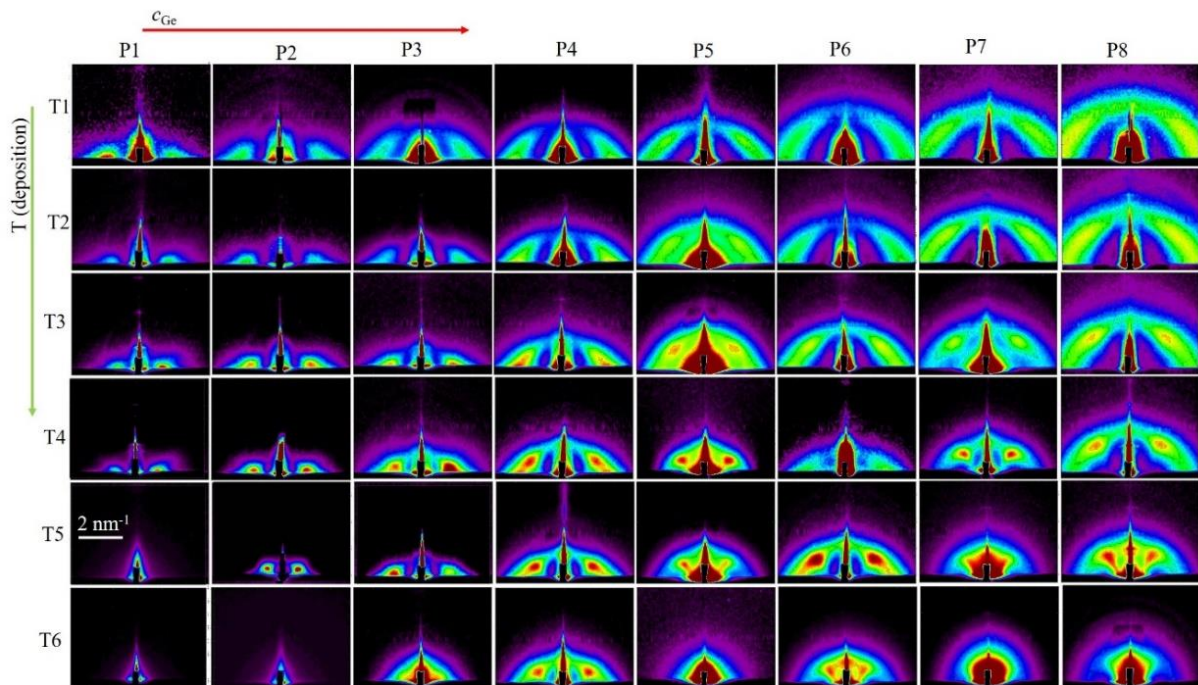 c_Ge
P1 P2 P3 P4 P5 P6 P7 P8
T (deposition)
T1
T2
T3
T4
T5
2 nm⁻¹
T6